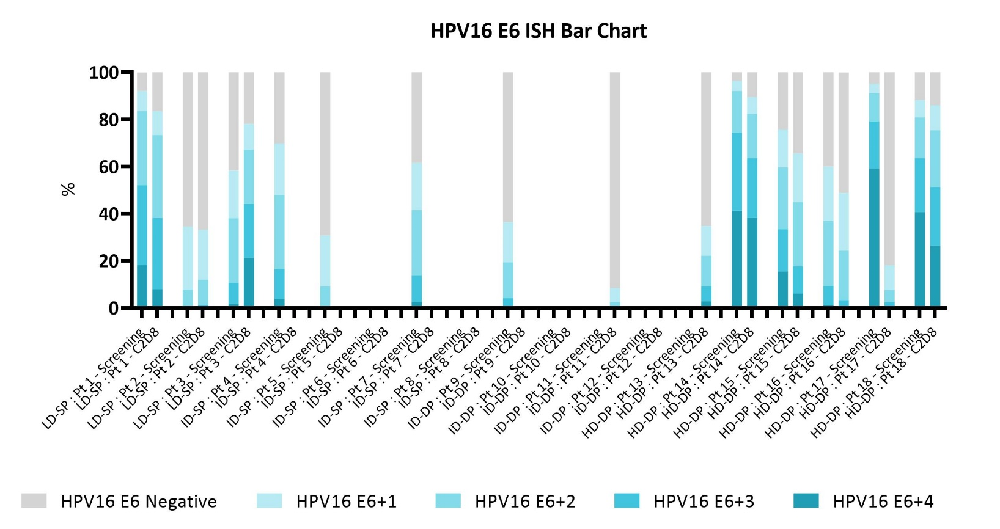 HPV16 E6 ISH Bar Chart
%
100
80
60
40
20
0
LD-SP : Pt 1 - Screening
LD-SP : Pt 1 - C2D8
LD-SP : Pt 2 - Screening
LD-SP : Pt 2 - C2D8
LD-SP : Pt 3 - Screening
LD-SP : Pt 3 - C2D8
ID-SP : Pt 4 - Screening
ID-SP : Pt 4 - C2D8
ID-SP : Pt 5 - Screening
ID-SP : Pt 5 - C2D8
ID-SP : Pt 6 - Screening
ID-SP : Pt 6 - C2D8
ID-SP : Pt 7 - Screening
ID-SP : Pt 7 - C2D8
ID-SP : Pt 8 - Screening
ID-SP : Pt 8 - C2D8
ID-DP : Pt 9 - Screening
ID-DP : Pt 9 - C2D8
ID-DP : Pt 10 - Screening
ID-DP : Pt 10 - C2D8
ID-DP : Pt 11 - Screening
ID-DP : Pt 11 - C2D8
ID-DP : Pt 12 - Screening
ID-DP : Pt 12 - C2D8
HD-DP : Pt 13 - Screening
HD-DP : Pt 13 - C2D8
HD-DP : Pt 14 - Screening
HD-DP : Pt 14 - C2D8
HD-DP : Pt 15 - Screening
HD-DP : Pt 15 - C2D8
HD-DP : Pt 16 - Screening
HD-DP : Pt 16 - C2D8
HD-DP : Pt 17 - Screening
HD-DP : Pt 17 - C2D8
HD-DP : Pt 18 - Screening
HD-DP : Pt 18 - C2D8
HPV16 E6 Negative
HPV16 E6+1
HPV16 E6+2
HPV16 E6+3
HPV16 E6+4